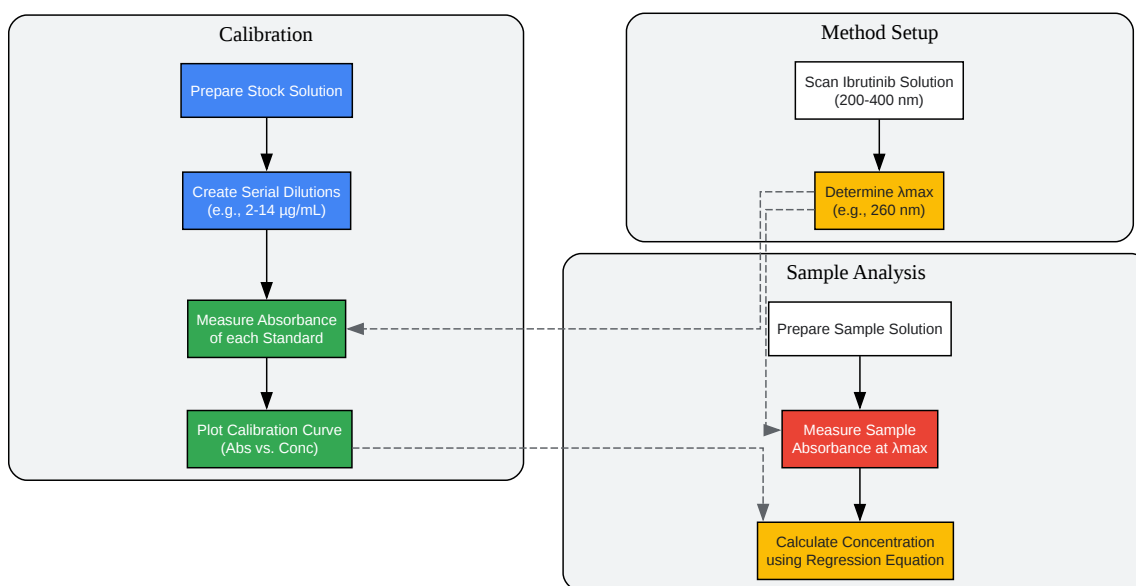 Calibration
Prepare Stock Solution
Create Serial Dilutions
(e.g., 2-14 µg/mL)
Measure Absorbance
of each Standard
Plot Calibration Curve
(Abs vs. Conc)
Method Setup
Scan Ibrutinib Solution
(200-400 nm)
Determine λmax
(e.g., 260 nm)
Sample Analysis
Prepare Sample Solution
Measure Sample
Absorbance at λmax
Calculate Concentration
using Regression Equation